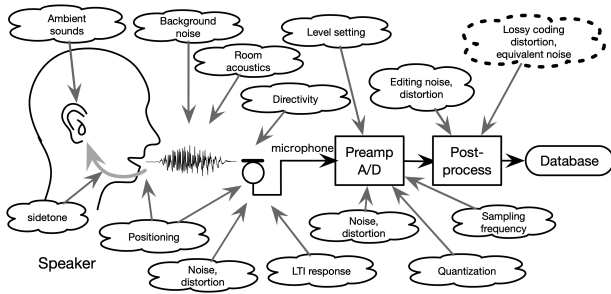 Ambient
sounds
Background
noise
Room
acoustics
Directivity
Level setting
Lossy coding
distortion,
equivalent noise
Editing noise,
distortion
microphone
Preamp
A/D
Post-
process
Database
sidetone
Positioning
Speaker
Noise,
distortion
LTI response
Noise,
distortion
Quantization
Sampling
frequency